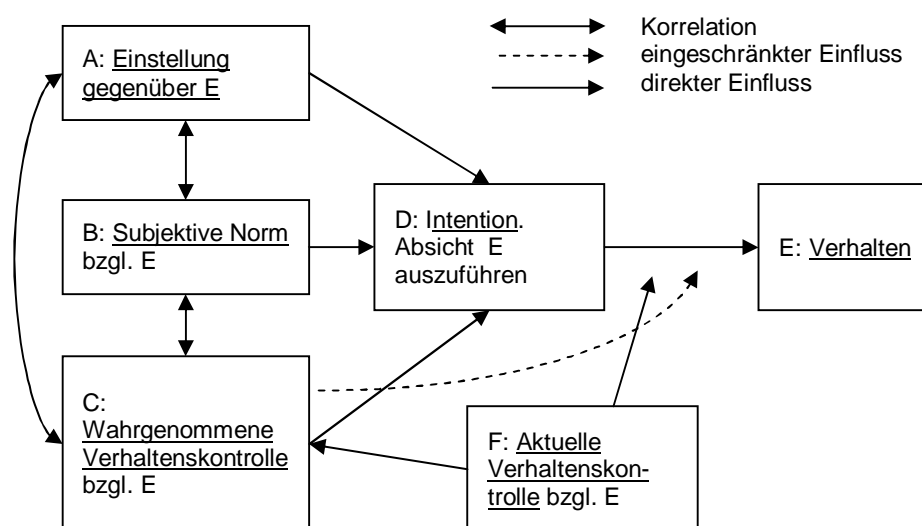 Korrelation
eingeschränkter Einfluss
direkter Einfluss
A: Einstellung
gegenüber E
B: Subjektive Norm
bzgl. E
C:
Wahrgenommene
Verhaltenskontrolle
bzgl. E
D: Intention.
Absicht E
auszuführen
E: Verhalten
F: Aktuelle
Verhaltenskon-
trolle bzgl. E